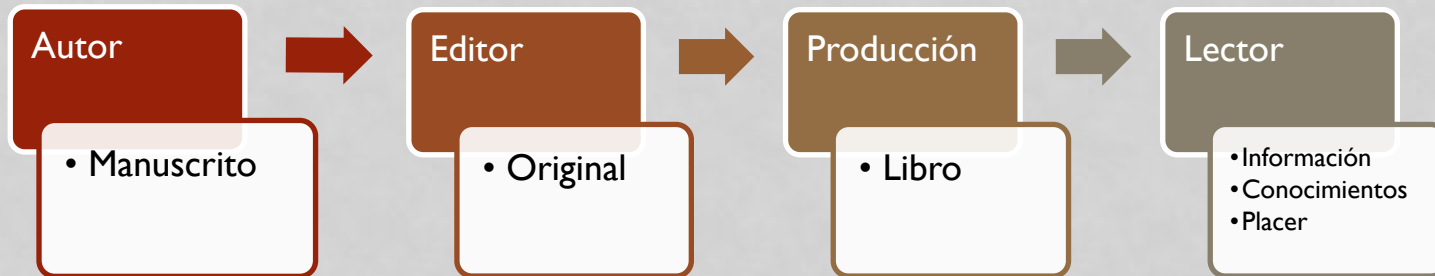 Autor
• Manuscrito
Editor
• Original
Producción
• Libro
Lector
• Información
• Conocimientos
• Placer